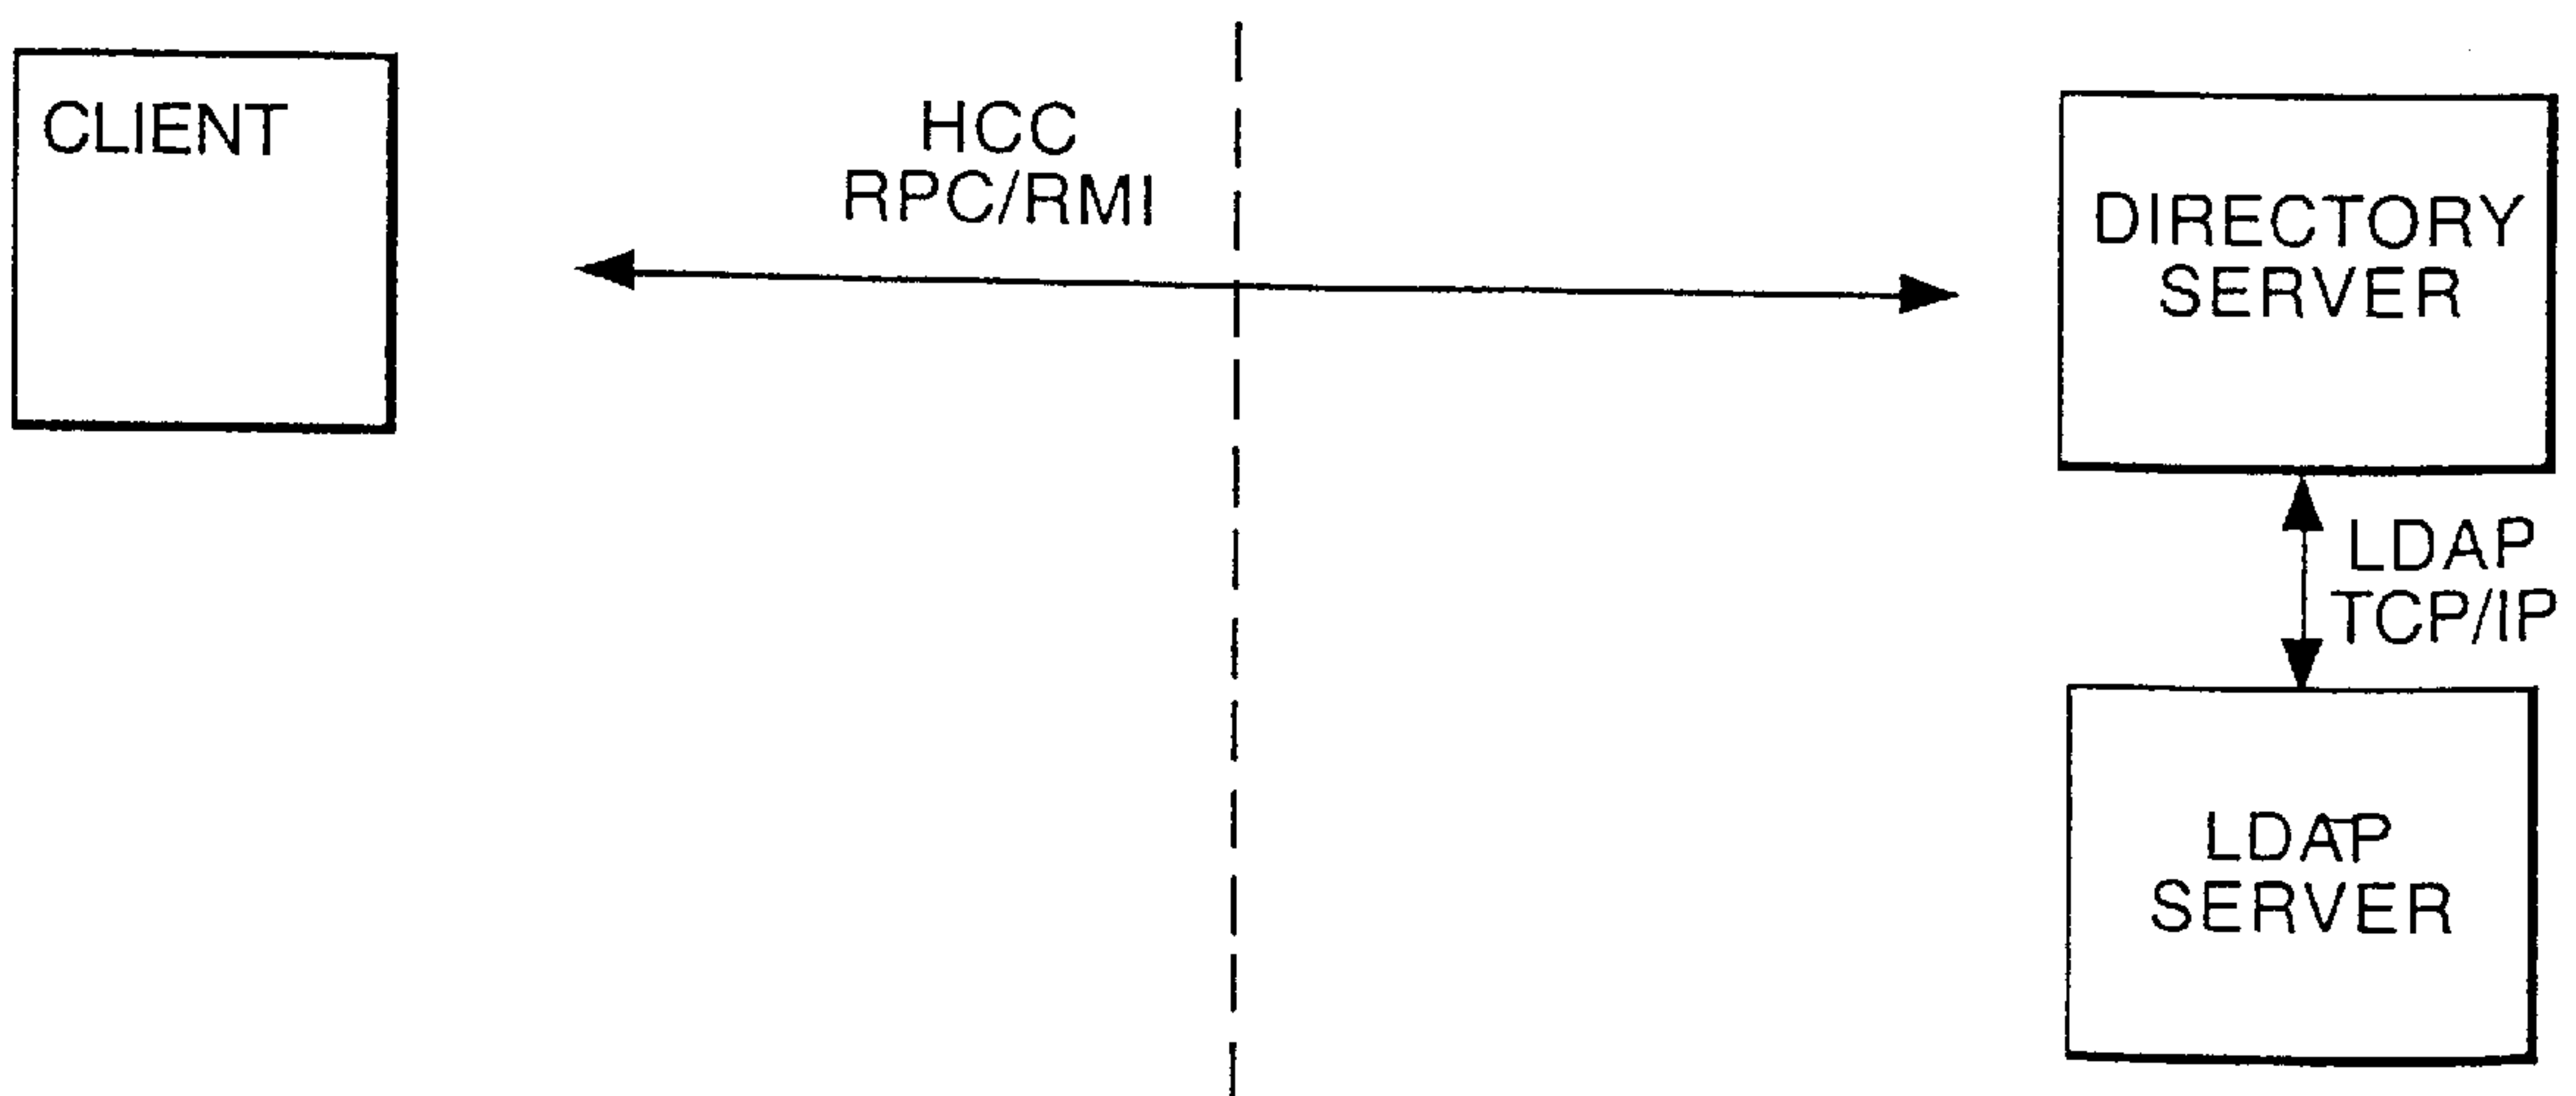 CLIENT
HCC
RPC/RMI
DIRECTORY
SERVER
LDAP
TCP/IP
LDAP
SERVER